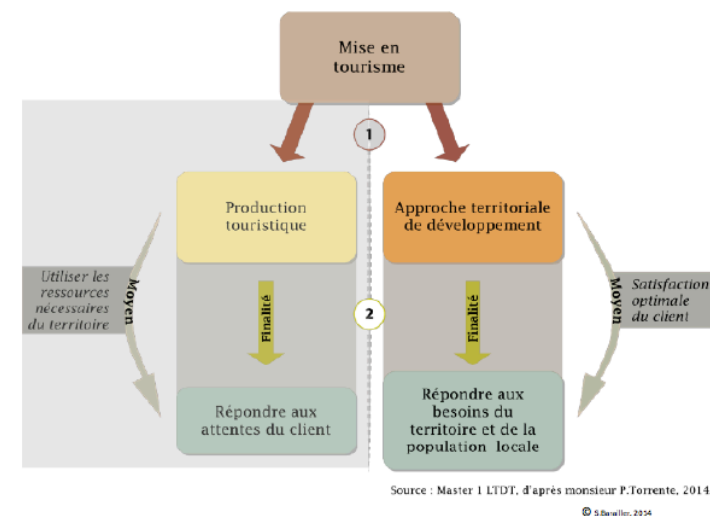 Mise en
tourisme
1
Production
touristique
Approche territoriale
de développement
Utiliser les
ressources
nécessaires
du territoire
Moyen
Finalité
2
Finalité
Moyen
Satisfaction
optimale
du client
Répondre aux
attentes du client
Répondre aux
besoins du
territoire et de la
population locale
Source : Master 1 LTDT, d'après monsieur P.Torrente, 2014
© 2014